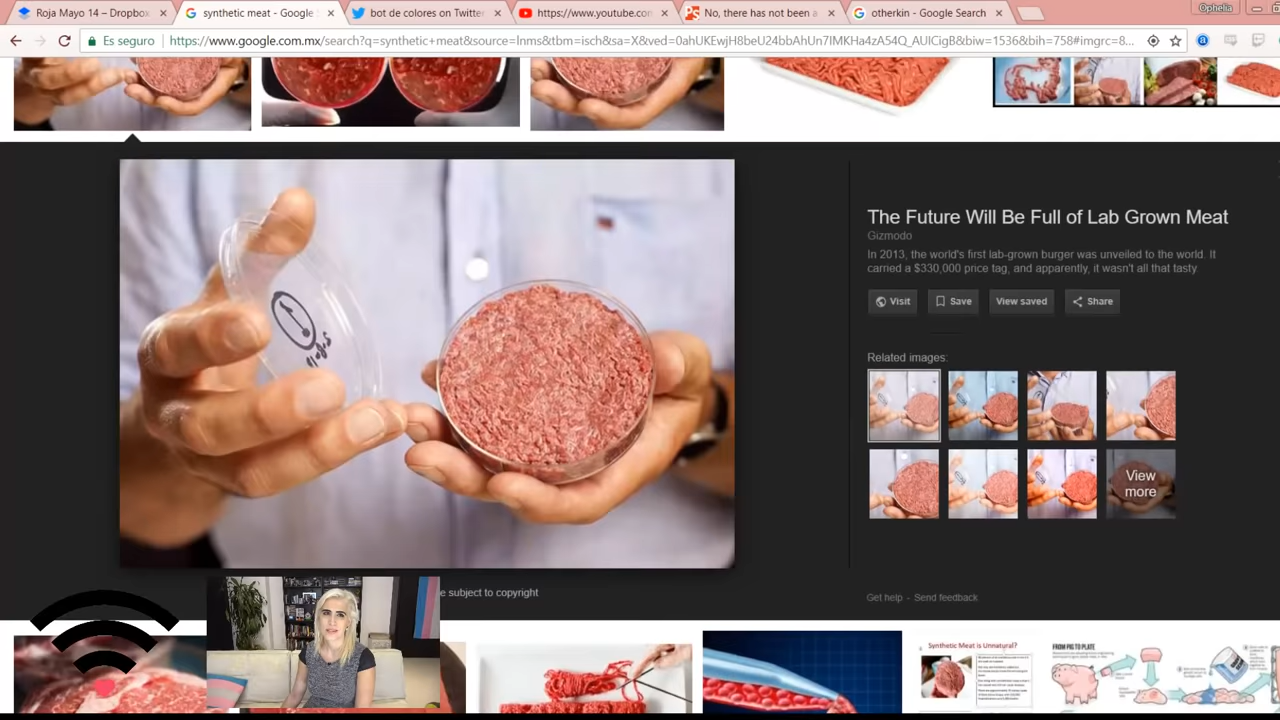 Roja Mayo 14 – Dropbox
synthetic meat - Google
bot de colores on Twitter
https://www.youtube.com
No, there has not been a
otherkin - Google Search
Ophelia
Es seguro
https://www.google.com.mx/search?q=synthetic+meat&source=lnms&tbm=isch&sa=X&ved=0ahUKEwjH8beU24bbAhUn7IMKHa4zA54Q_AUICigB&biw=1536&bih=758#imgrc=8...
The Future Will Be Full of Lab Grown Meat
Gizmodo
In 2013, the world's first lab-grown burger was unveiled to the world. It
carried a $330,000 price tag, and apparently, it wasn't all that tasty
Visit
Save
View saved
Share
Related images:
View
more
e subject to copyright
Get help - Send feedback
Synthetic Meat is Unnatural?
FROM PIG TO PLATE